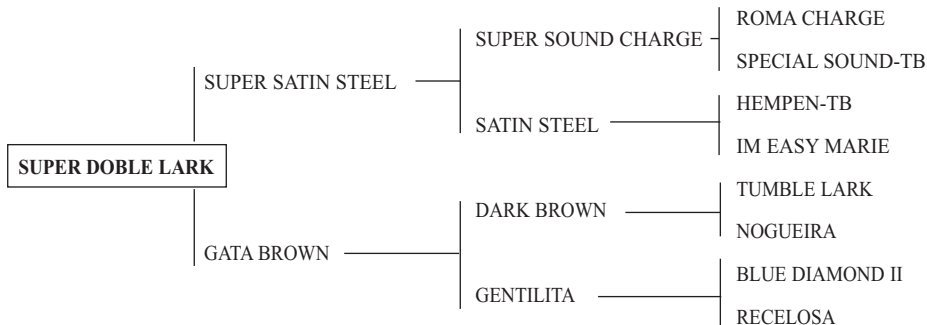 ROMA CHARGE
SUPER SOUND CHARGE
SPECIAL SOUND-TB
SUPER SATIN STEEL
HEMPEN-TB
SATIN STEEL
IM EASY MARIE
SUPER DOBLE LARK
TUMBLE LARK
DARK BROWN
NOGUEIRA
GATA BROWN
BLUE DIAMOND II
GENTILITA
RECELOSA